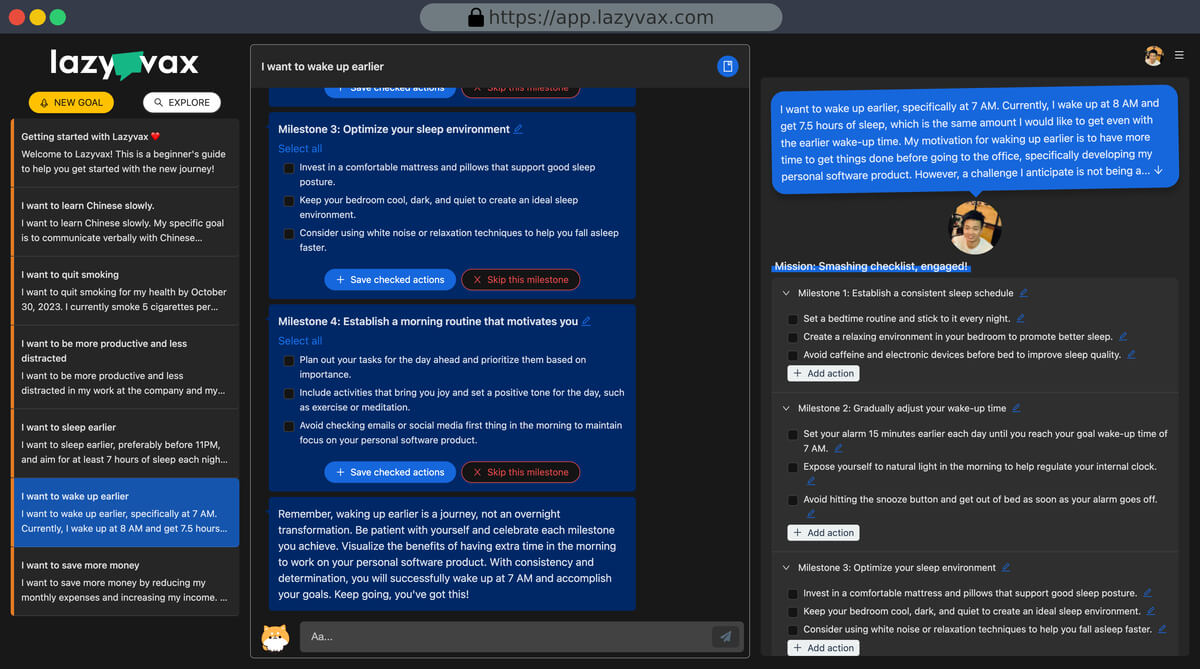 https://app.lazyvax.com
lazyvax
NEW GOAL
EXPLORE
Getting started with Lazyvax ❤️
Welcome to Lazyvax! This is a beginner's guide
to help you get started with the new journey!
I want to learn Chinese slowly.
I want to learn Chinese slowly. My specific goal
is to communicate verbally with Chinese...
I want to quit smoking
I want to quit smoking for my health by October
30, 2023. I currently smoke 5 cigarettes per...
I want to be more productive and less
distracted
I want to be more productive and less
distracted in my work at the company and my...
I want to sleep earlier
I want to sleep earlier, preferably before 11PM,
and aim for at least 7 hours of sleep each nigh...
I want to wake up earlier
I want to wake up earlier, specifically at 7 AM.
Currently, I wake up at 8 AM and get 7.5 hours...
I want to save more money
I want to save more money by reducing my
monthly expenses and increasing my income. ...
I want to wake up earlier
+ Save checked actions
X Skip this milestone
Milestone 3: Optimize your sleep environment
Select all
Invest in a comfortable mattress and pillows that support good sleep
posture.
Keep your bedroom cool, dark, and quiet to create an ideal sleep
environment.
Consider using white noise or relaxation techniques to help you fall asleep
faster.
+ Save checked actions
X Skip this milestone
Milestone 4: Establish a morning routine that motivates you
Select all
Plan out your tasks for the day ahead and prioritize them based on
importance.
Include activities that bring you joy and set a positive tone for the day, such
as exercise or meditation.
Avoid checking emails or social media first thing in the morning to maintain
focus on your personal software product.
+ Save checked actions
X Skip this milestone
Remember, waking up earlier is a journey, not an overnight
transformation. Be patient with yourself and celebrate each milestone
you achieve. Visualize the benefits of having extra time in the morning
to work on your personal software product. With consistency and
determination, you will successfully wake up at 7 AM and accomplish
your goals. Keep going, you've got this!
Aa...
I want to wake up earlier, specifically at 7 AM. Currently, I wake up at 8 AM and
get 7.5 hours of sleep, which is the same amount I would like to get even with
the earlier wake-up time. My motivation for waking up earlier is to have more
time to get things done before going to the office, specifically developing my
personal software product. However, a challenge I anticipate is not being a...
Mission: Smashing checklist, engaged!
Milestone 1: Establish a consistent sleep schedule
Set a bedtime routine and stick to it every night.
Create a relaxing environment in your bedroom to promote better sleep.
Avoid caffeine and electronic devices before bed to improve sleep quality.
+ Add action
Milestone 2: Gradually adjust your wake-up time
Set your alarm 15 minutes earlier each day until you reach your goal wake-up time of
7 AM.
Expose yourself to natural light in the morning to help regulate your internal clock.
Avoid hitting the snooze button and get out of bed as soon as your alarm goes off.
+ Add action
Milestone 3: Optimize your sleep environment
Invest in a comfortable mattress and pillows that support good sleep posture.
Keep your bedroom cool, dark, and quiet to create an ideal sleep environment.
Consider using white noise or relaxation techniques to help you fall asleep faster.
+ Add action